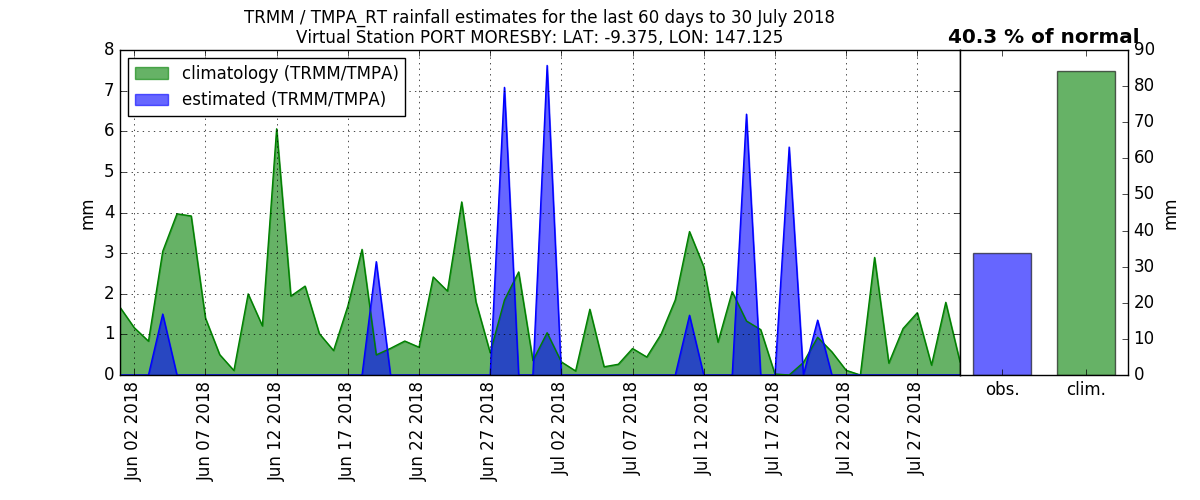 TRMM / TMPA_RT rainfall estimates for the last 60 days to 30 July 2018
Virtual Station PORT MORESBY: LAT: -9.375, LON: 147.125
40.3 % of normal
climatology (TRMM/TMPA)
estimated (TRMM/TMPA)
8
7
6
5
4
3
2
1
0
mm
Jun 02 2018
Jun 07 2018
Jun 12 2018
Jun 17 2018
Jun 22 2018
Jun 27 2018
Jul 02 2018
Jul 07 2018
Jul 12 2018
Jul 17 2018
Jul 22 2018
Jul 27 2018
obs.
clim.
90
80
70
60
50
40
30
20
10
0
mm